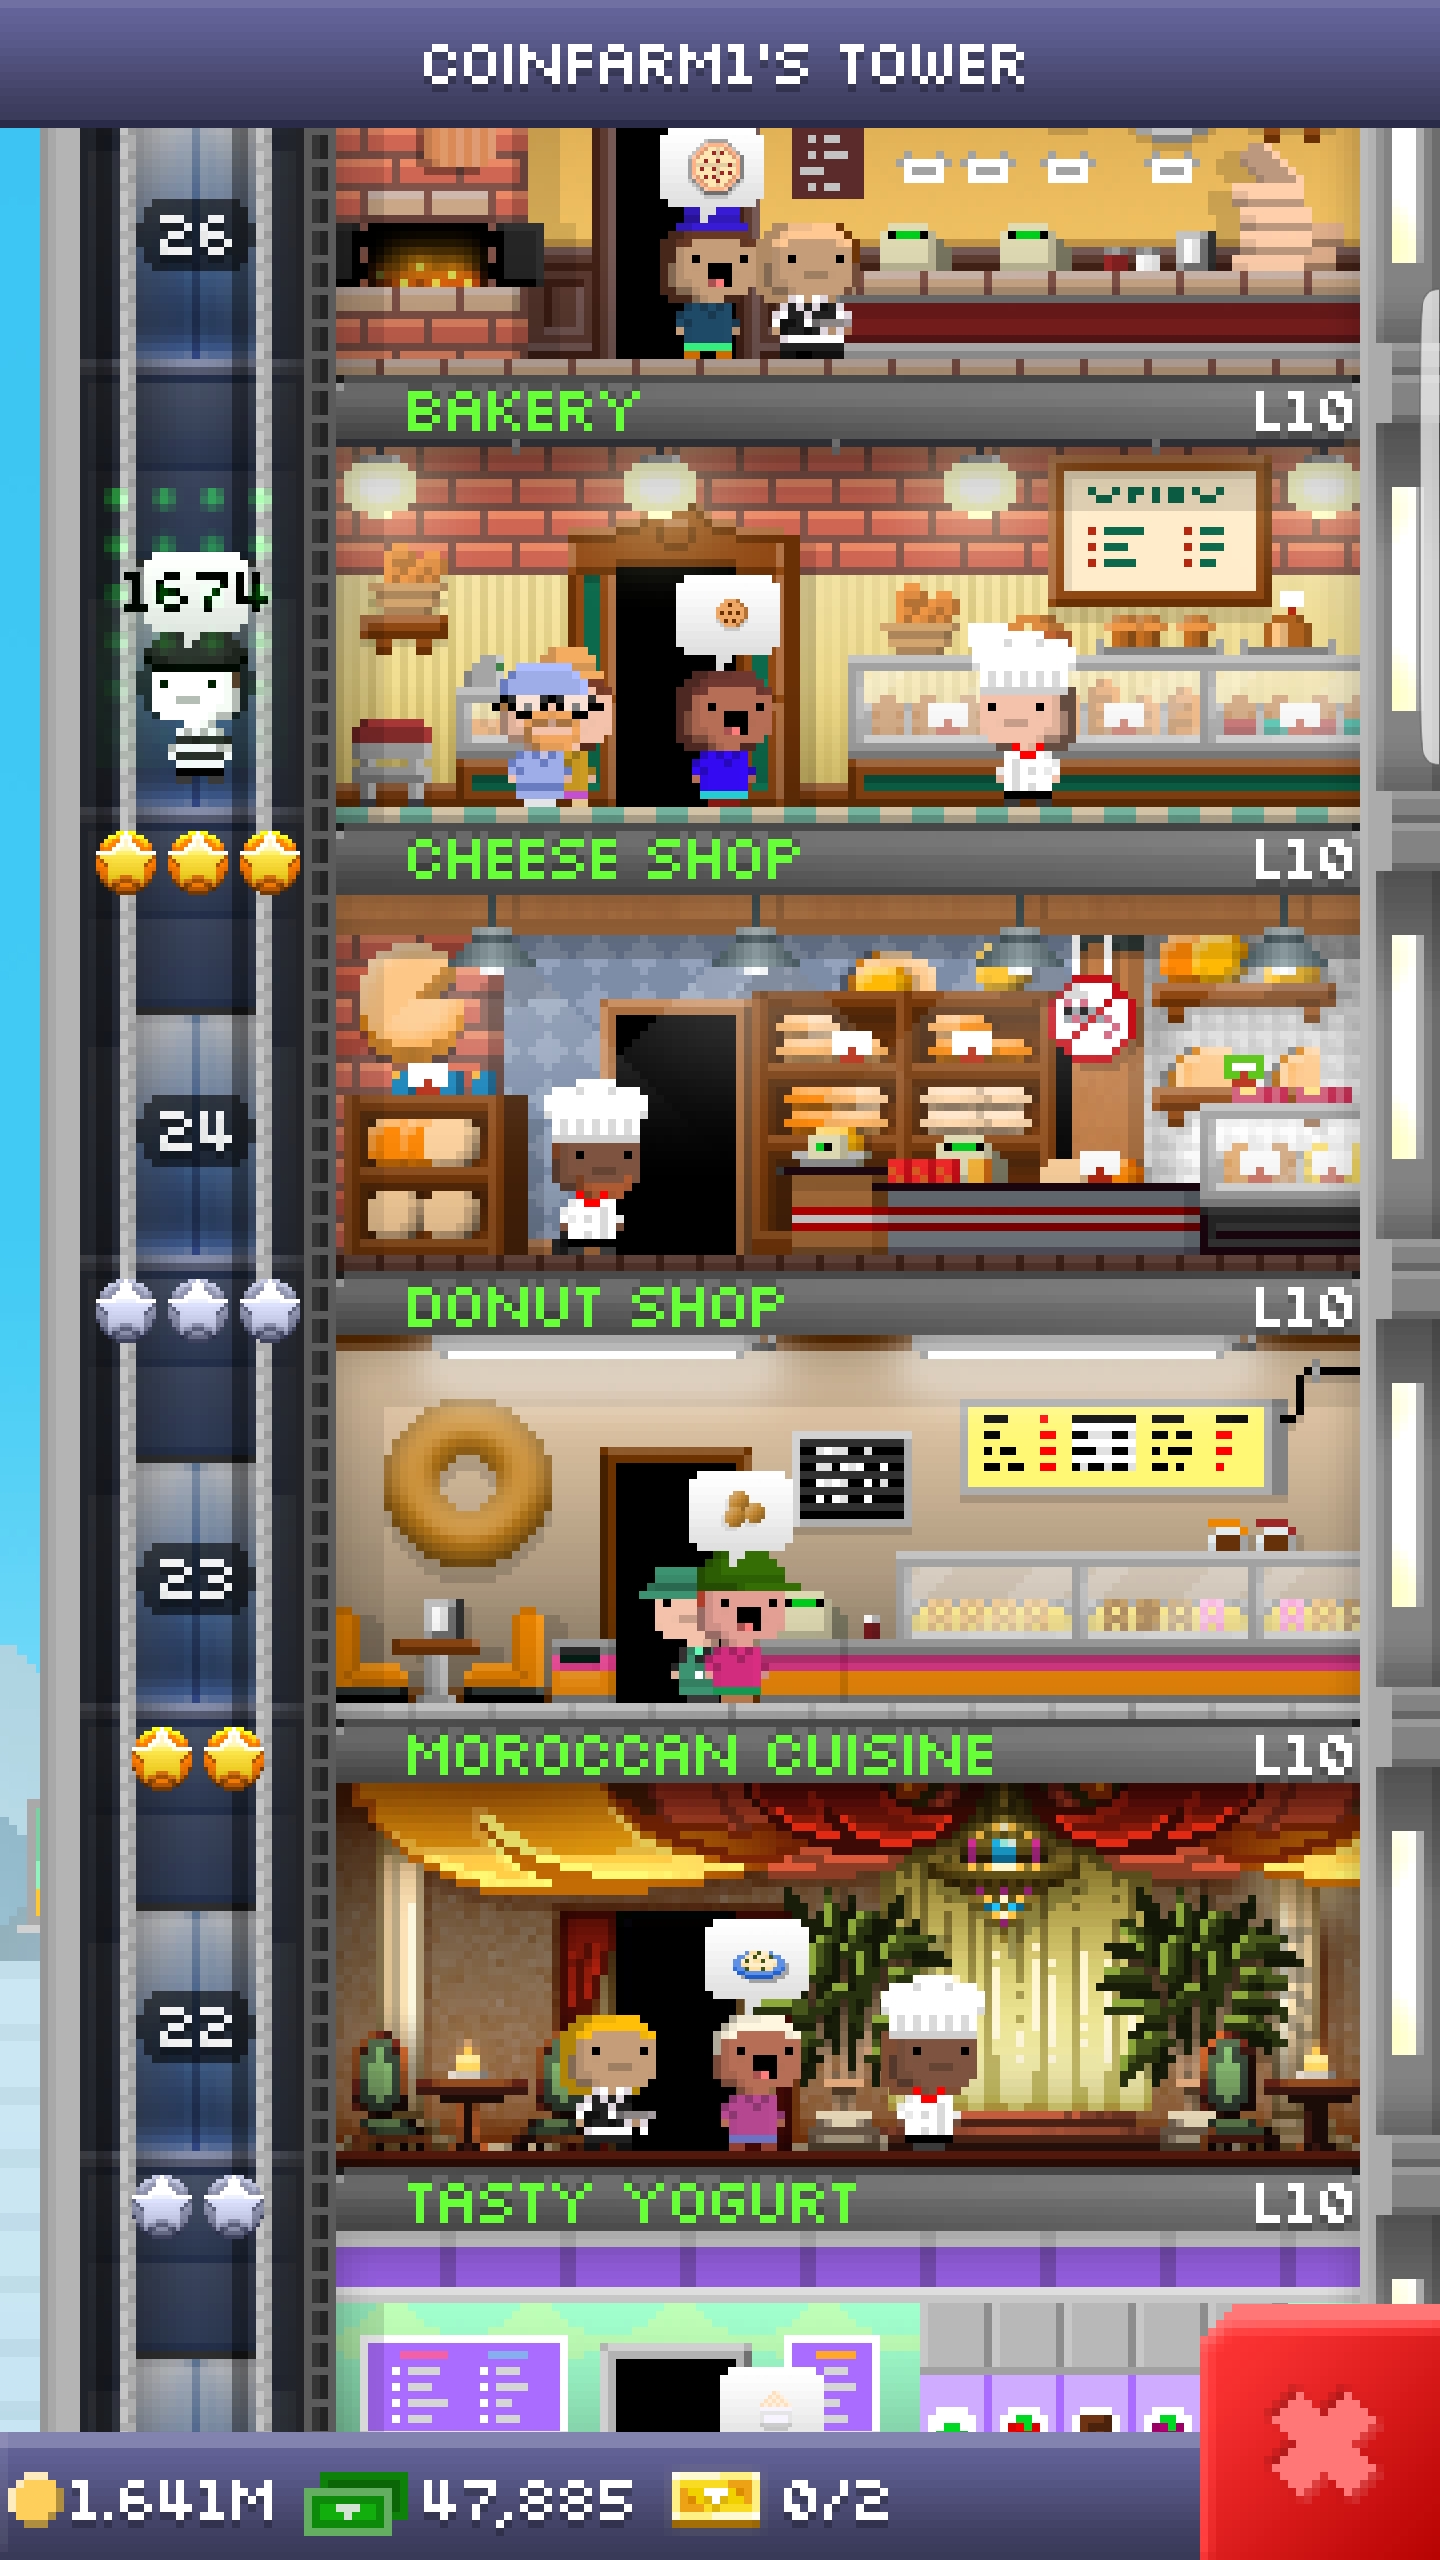 COINFARM1'S TOWER
26
BAKERY L10
1674
CHEESE SHOP L10
24
DONUT SHOP L10
23
MOROCCAN CUISINE L10
22
TASTY YOGURT L10
1.641M 47,885 0/2